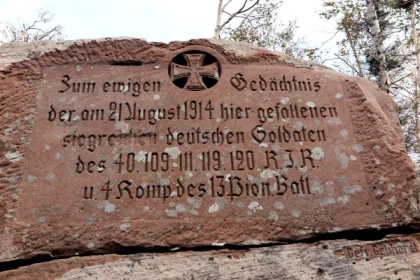 Zum ewigen Gedächtnis
der am 21 August 1914 hier gefallenen
siegreichen deutschen Soldaten
des 40. 109. 111. 119. 120. R.J.R.
u. 4 Komp. des 13 Pion. Batl.